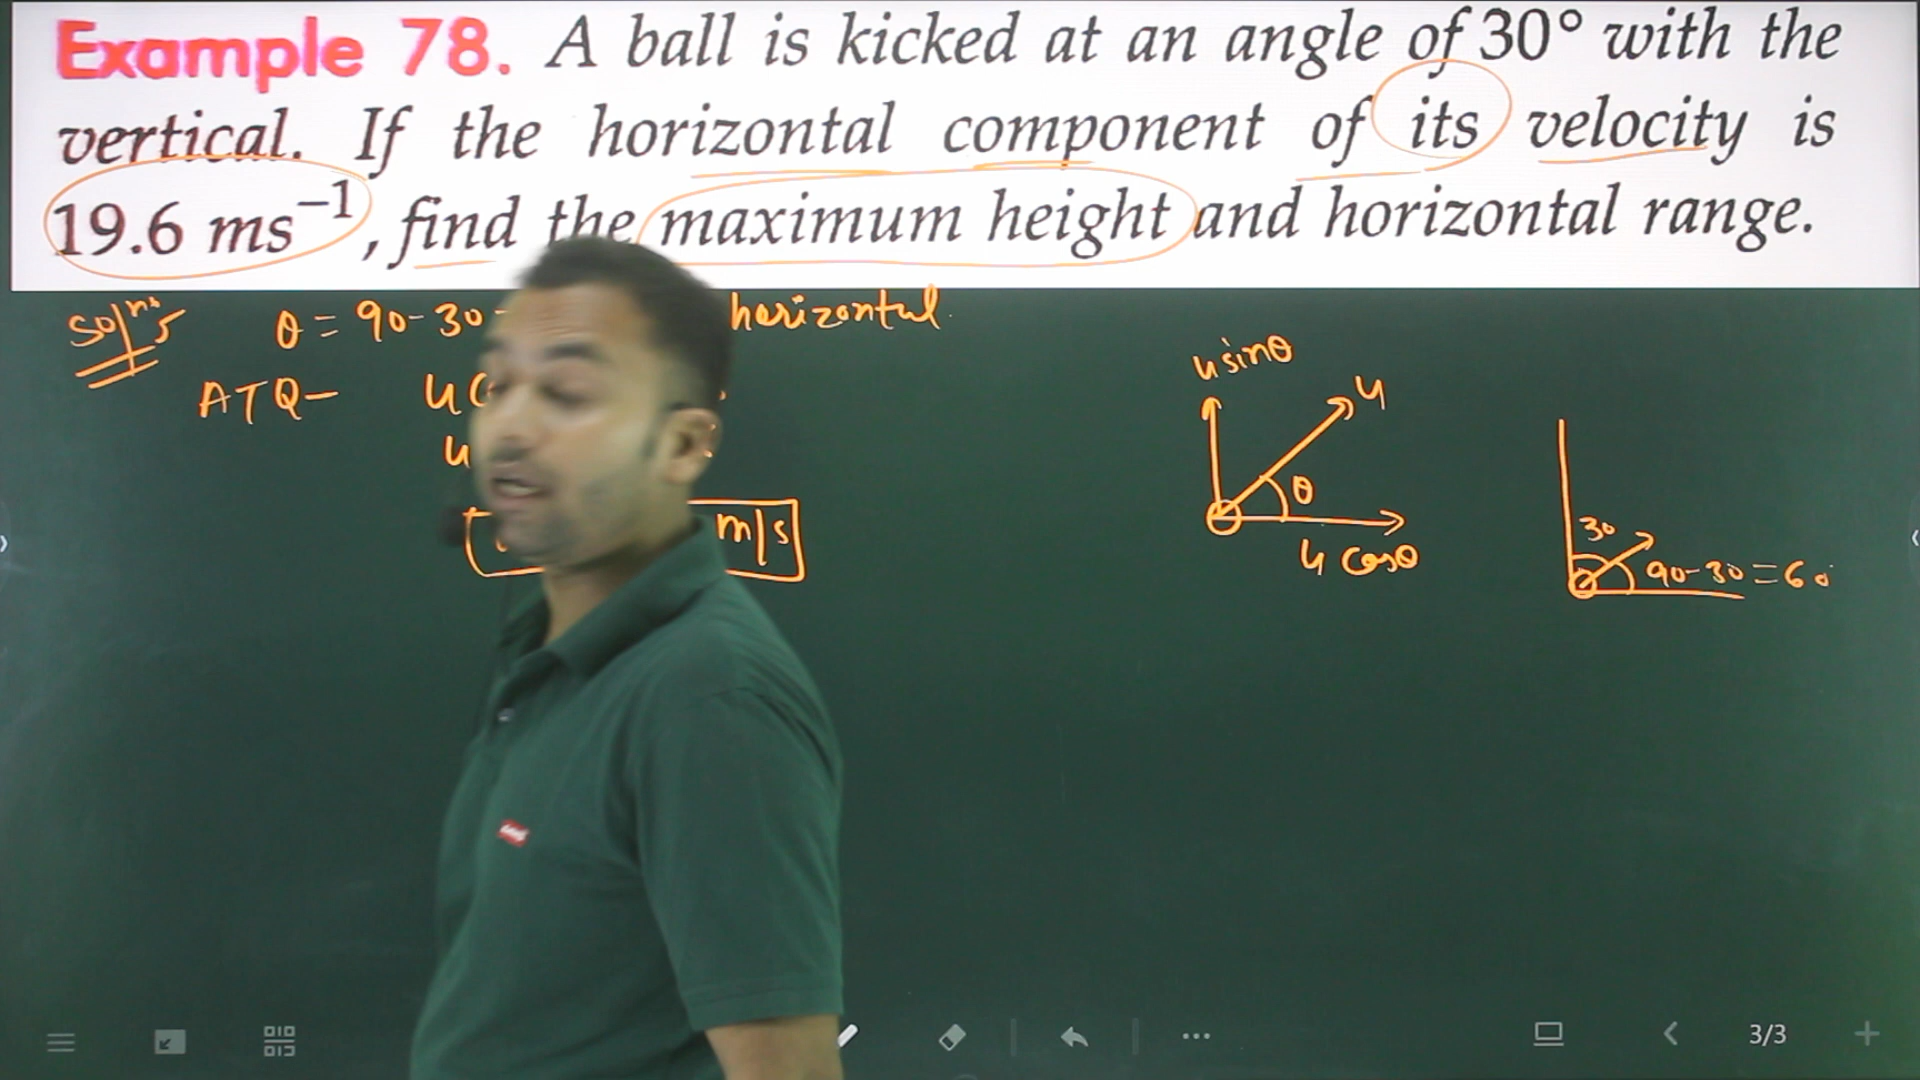 Example 78. A ball is kicked at an angle of 30° with the
vertical. If the horizontal component of its velocity is
19.6 ms⁻¹, find the maximum height and horizontal range.
Solⁿ: θ = 90-30 horizontal
ATQ- u
u
m/s
u sinθ
u
θ
u cosθ
30
90-30=60
3/3